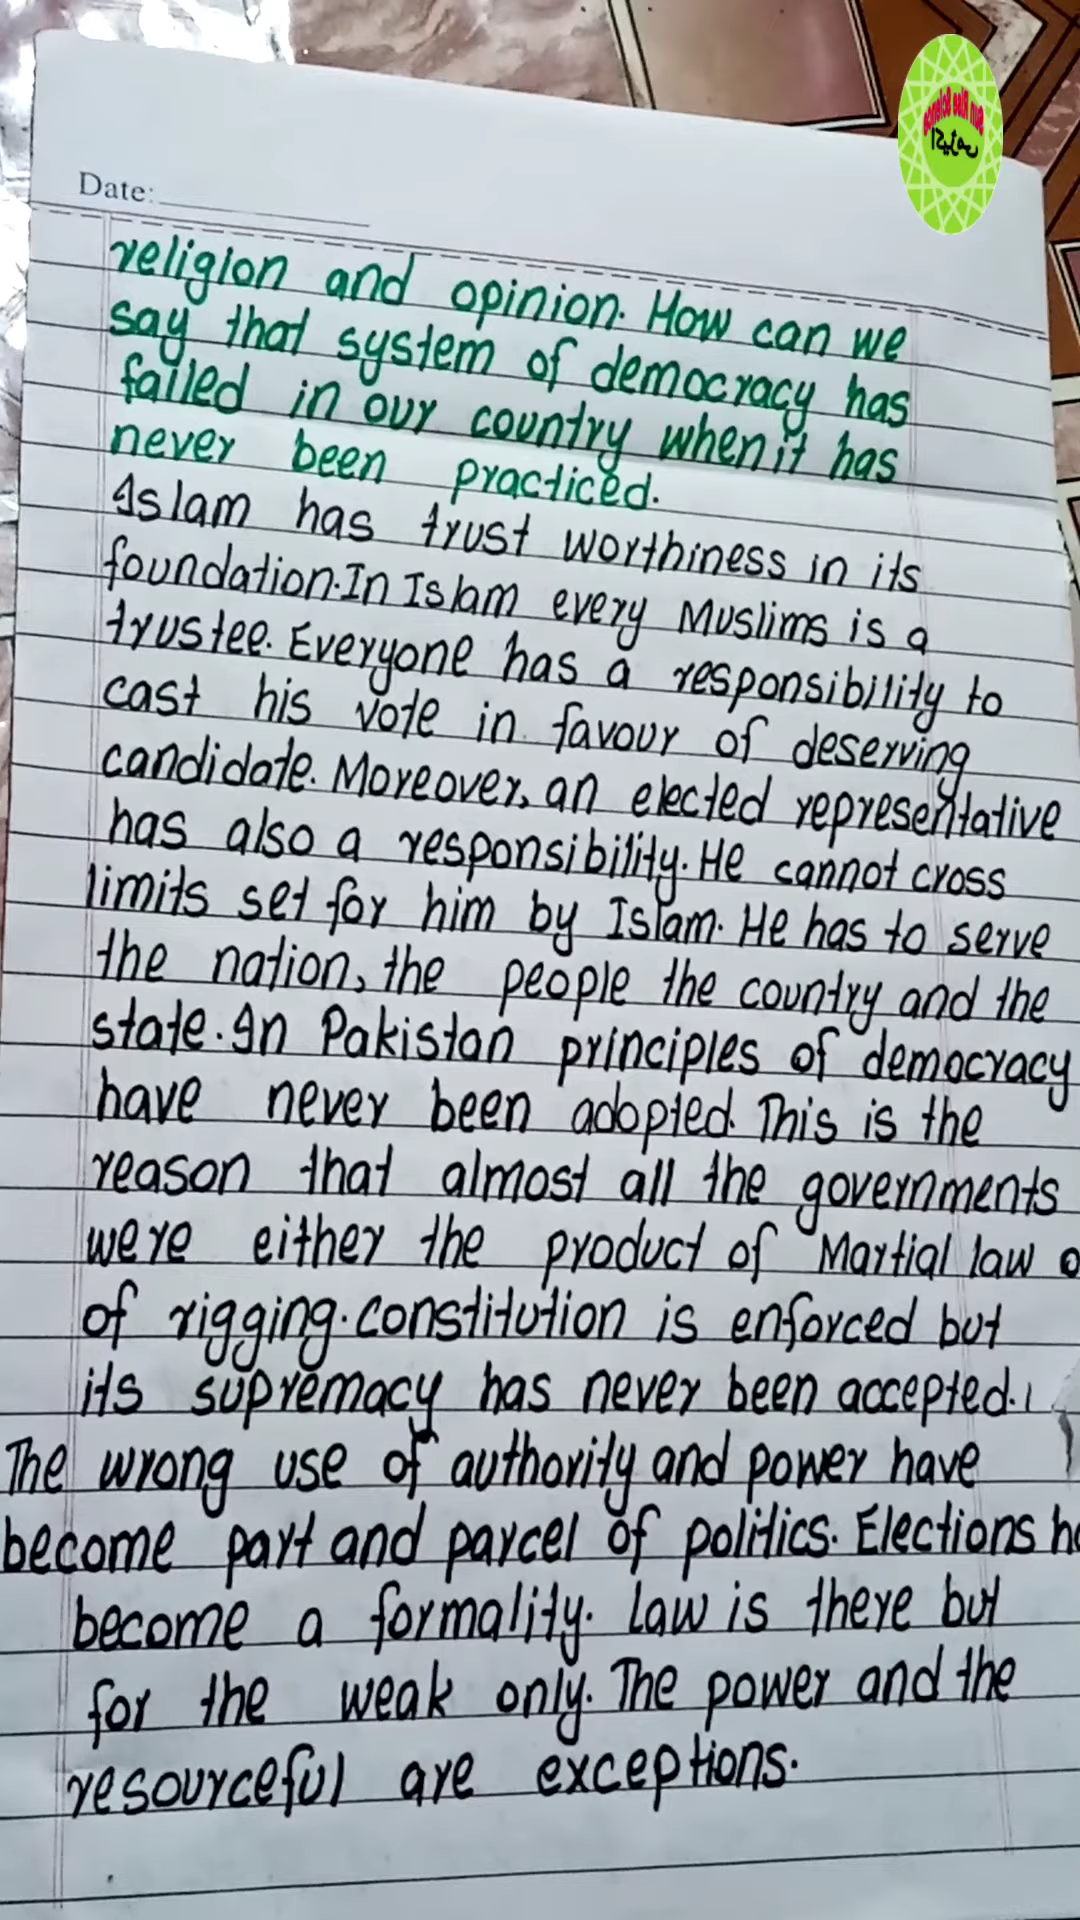 Date:
religion and opinion. How can we
say that system of democracy has
failed in our country when it has
never been practiced.
Islam has trust worthiness in its
foundation. In Islam every Muslims is a
trustee. Everyone has a responsibility to
cast his vote in favour of deserving
candidate. Moreover, an elected representative
has also a responsibility. He cannot cross
limits set for him by Islam. He has to serve
the nation, the people the country and the
state. In Pakistan principles of democracy
have never been adopted. This is the
reason that almost all the governments
were either the product of Martial law
of rigging. constitution is enforced but
its supremacy has never been accepted.
The wrong use of authority and power have
become part and parcel of politics. Elections
become a formality. law is there but
for the weak only. The power and the
resourceful are exceptions.